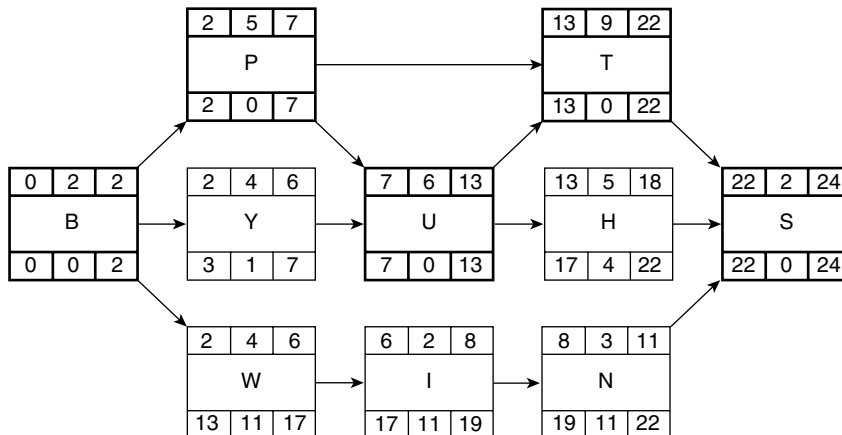 2 5 7
P
2 0 7
13 9 22
T
13 0 22
0 2 2
B
0 0 2
2 4 6
Y
3 1 7
7 6 13
U
7 0 13
13 5 18
H
17 4 22
22 2 24
S
22 0 24
2 4 6
W
13 11 17
6 2 8
I
17 11 19
8 3 11
N
19 11 22